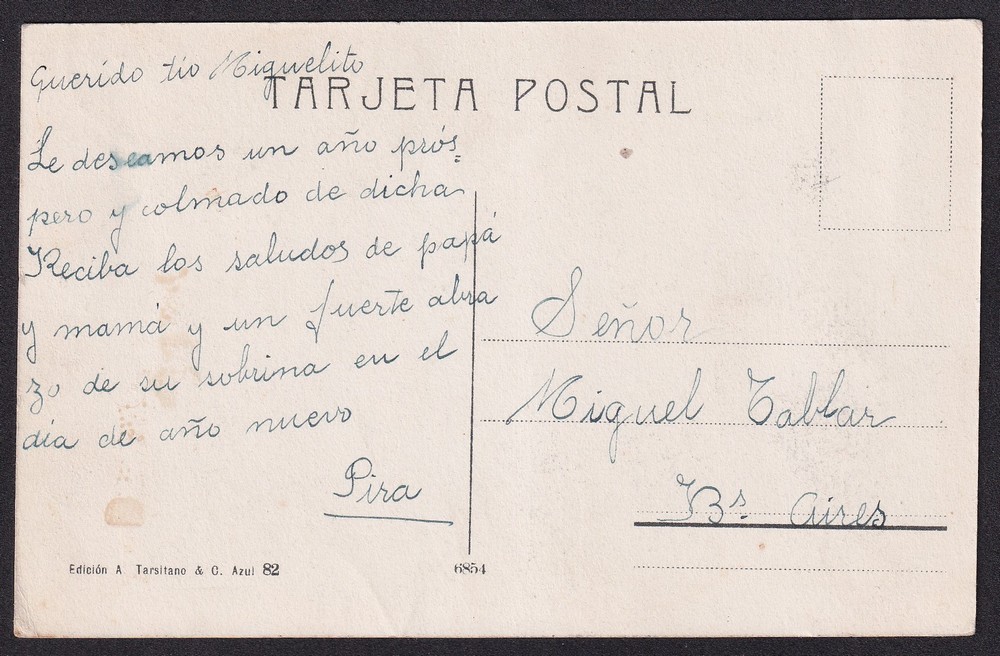 Querido tío Miguelito
TARJETA POSTAL
Le deseamos un año prós=
pero y colmado de dicha
Reciba los saludos de papá
y mamá y un fuerte abra
zo de su sobrina en el
día de año nuevo
Pira
Señor
Miguel Tablar
Bs. Aires
Edición A. Tarsitano & C. Azul 82
6854